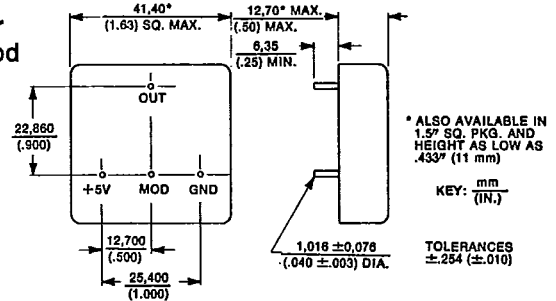 r
od
41,40*
(1.63) SQ. MAX.
12,70* MAX.
(.50) MAX.
6,35
(.25) MIN.
OUT
22,860
(.900)
+5V MOD GND
* ALSO AVAILABLE IN
1.5" SQ. PKG. AND
HEIGHT AS LOW AS
.433" (11 mm)
KEY: mm
(IN.)
12,700
(.500)
25,400
(1.000)
1,016 ±0,076
(.040 ±.003) DIA.
TOLERANCES
±.254 (±.010)